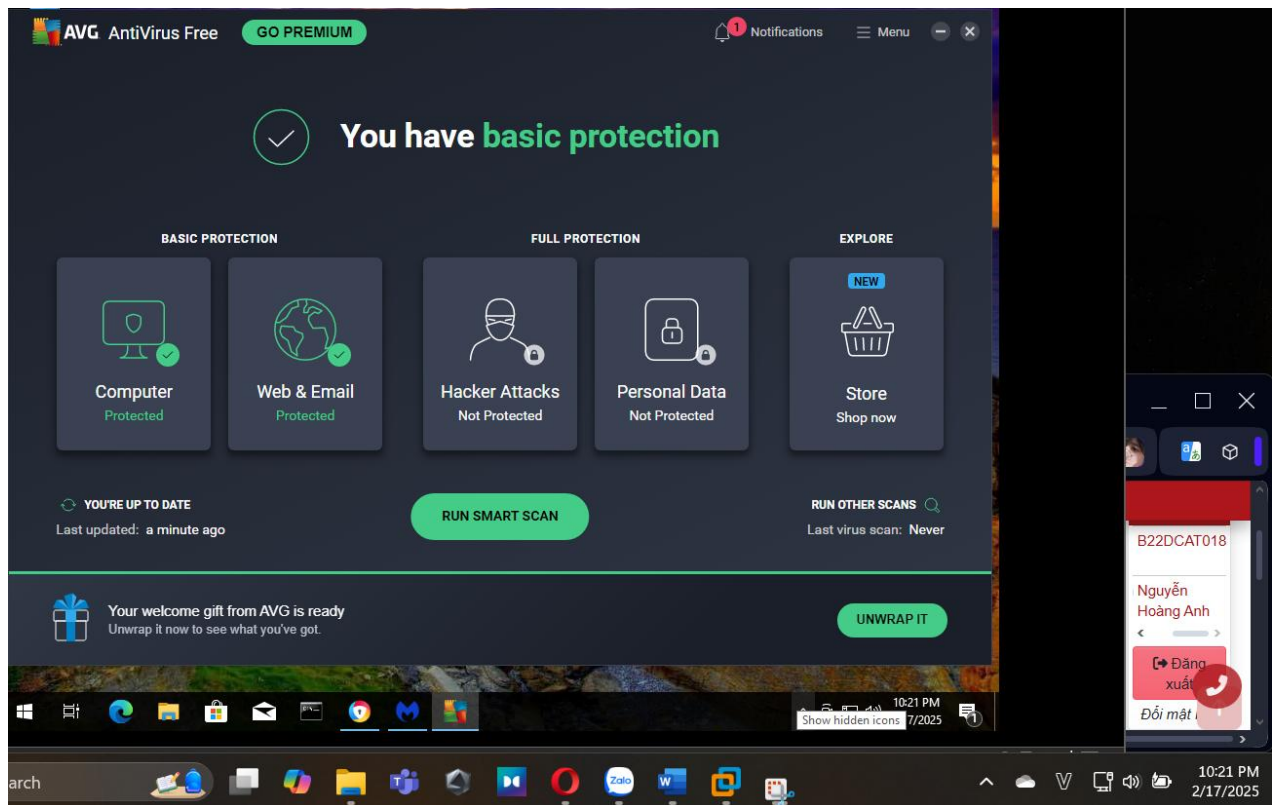 AVG AntiVirus Free GO PREMIUM 1 Notifications Menu
You have basic protection
BASIC PROTECTION FULL PROTECTION EXPLORE
NEW
Computer Web & Email Hacker Attacks Personal Data Store
Protected Protected Not Protected Not Protected Shop now
YOU'RE UP TO DATE
Last updated: a minute ago
RUN SMART SCAN
RUN OTHER SCANS
Last virus scan: Never
Your welcome gift from AVG is ready
Unwrap it now to see what you've got.
UNWRAP IT
B22DCAT018
Nguyễn
Hoàng Anh
Đăng
xuất
Đổi mật
10:21 PM
Show hidden icons 7/2025
1
arch
Zalo
W
V
10:21 PM
2/17/2025